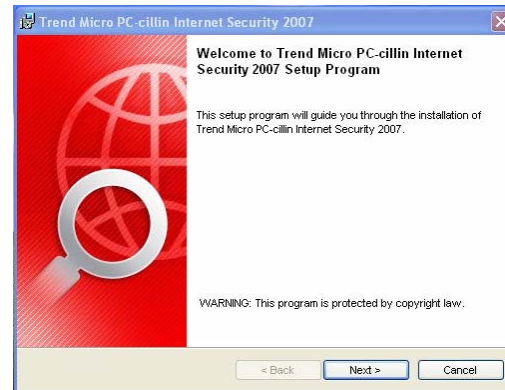 Trend Micro PC-cillin Internet Security 2007
Welcome to Trend Micro PC-cillin Internet
Security 2007 Setup Program
This setup program will guide you through the installation of
Trend Micro PC-cillin Internet Security 2007.
WARNING: This program is protected by copyright law.
< Back Next > Cancel